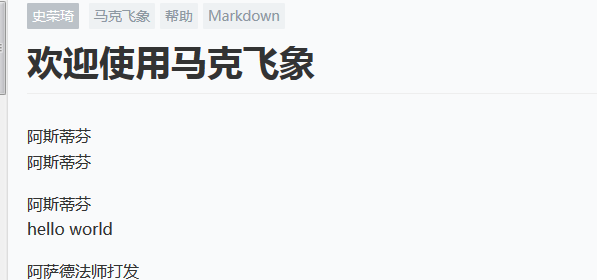 史荣琦 马克飞象 帮助 Markdown
欢迎使用马克飞象
阿斯蒂芬
阿斯蒂芬
阿斯蒂芬
hello world
阿萨德法师打发